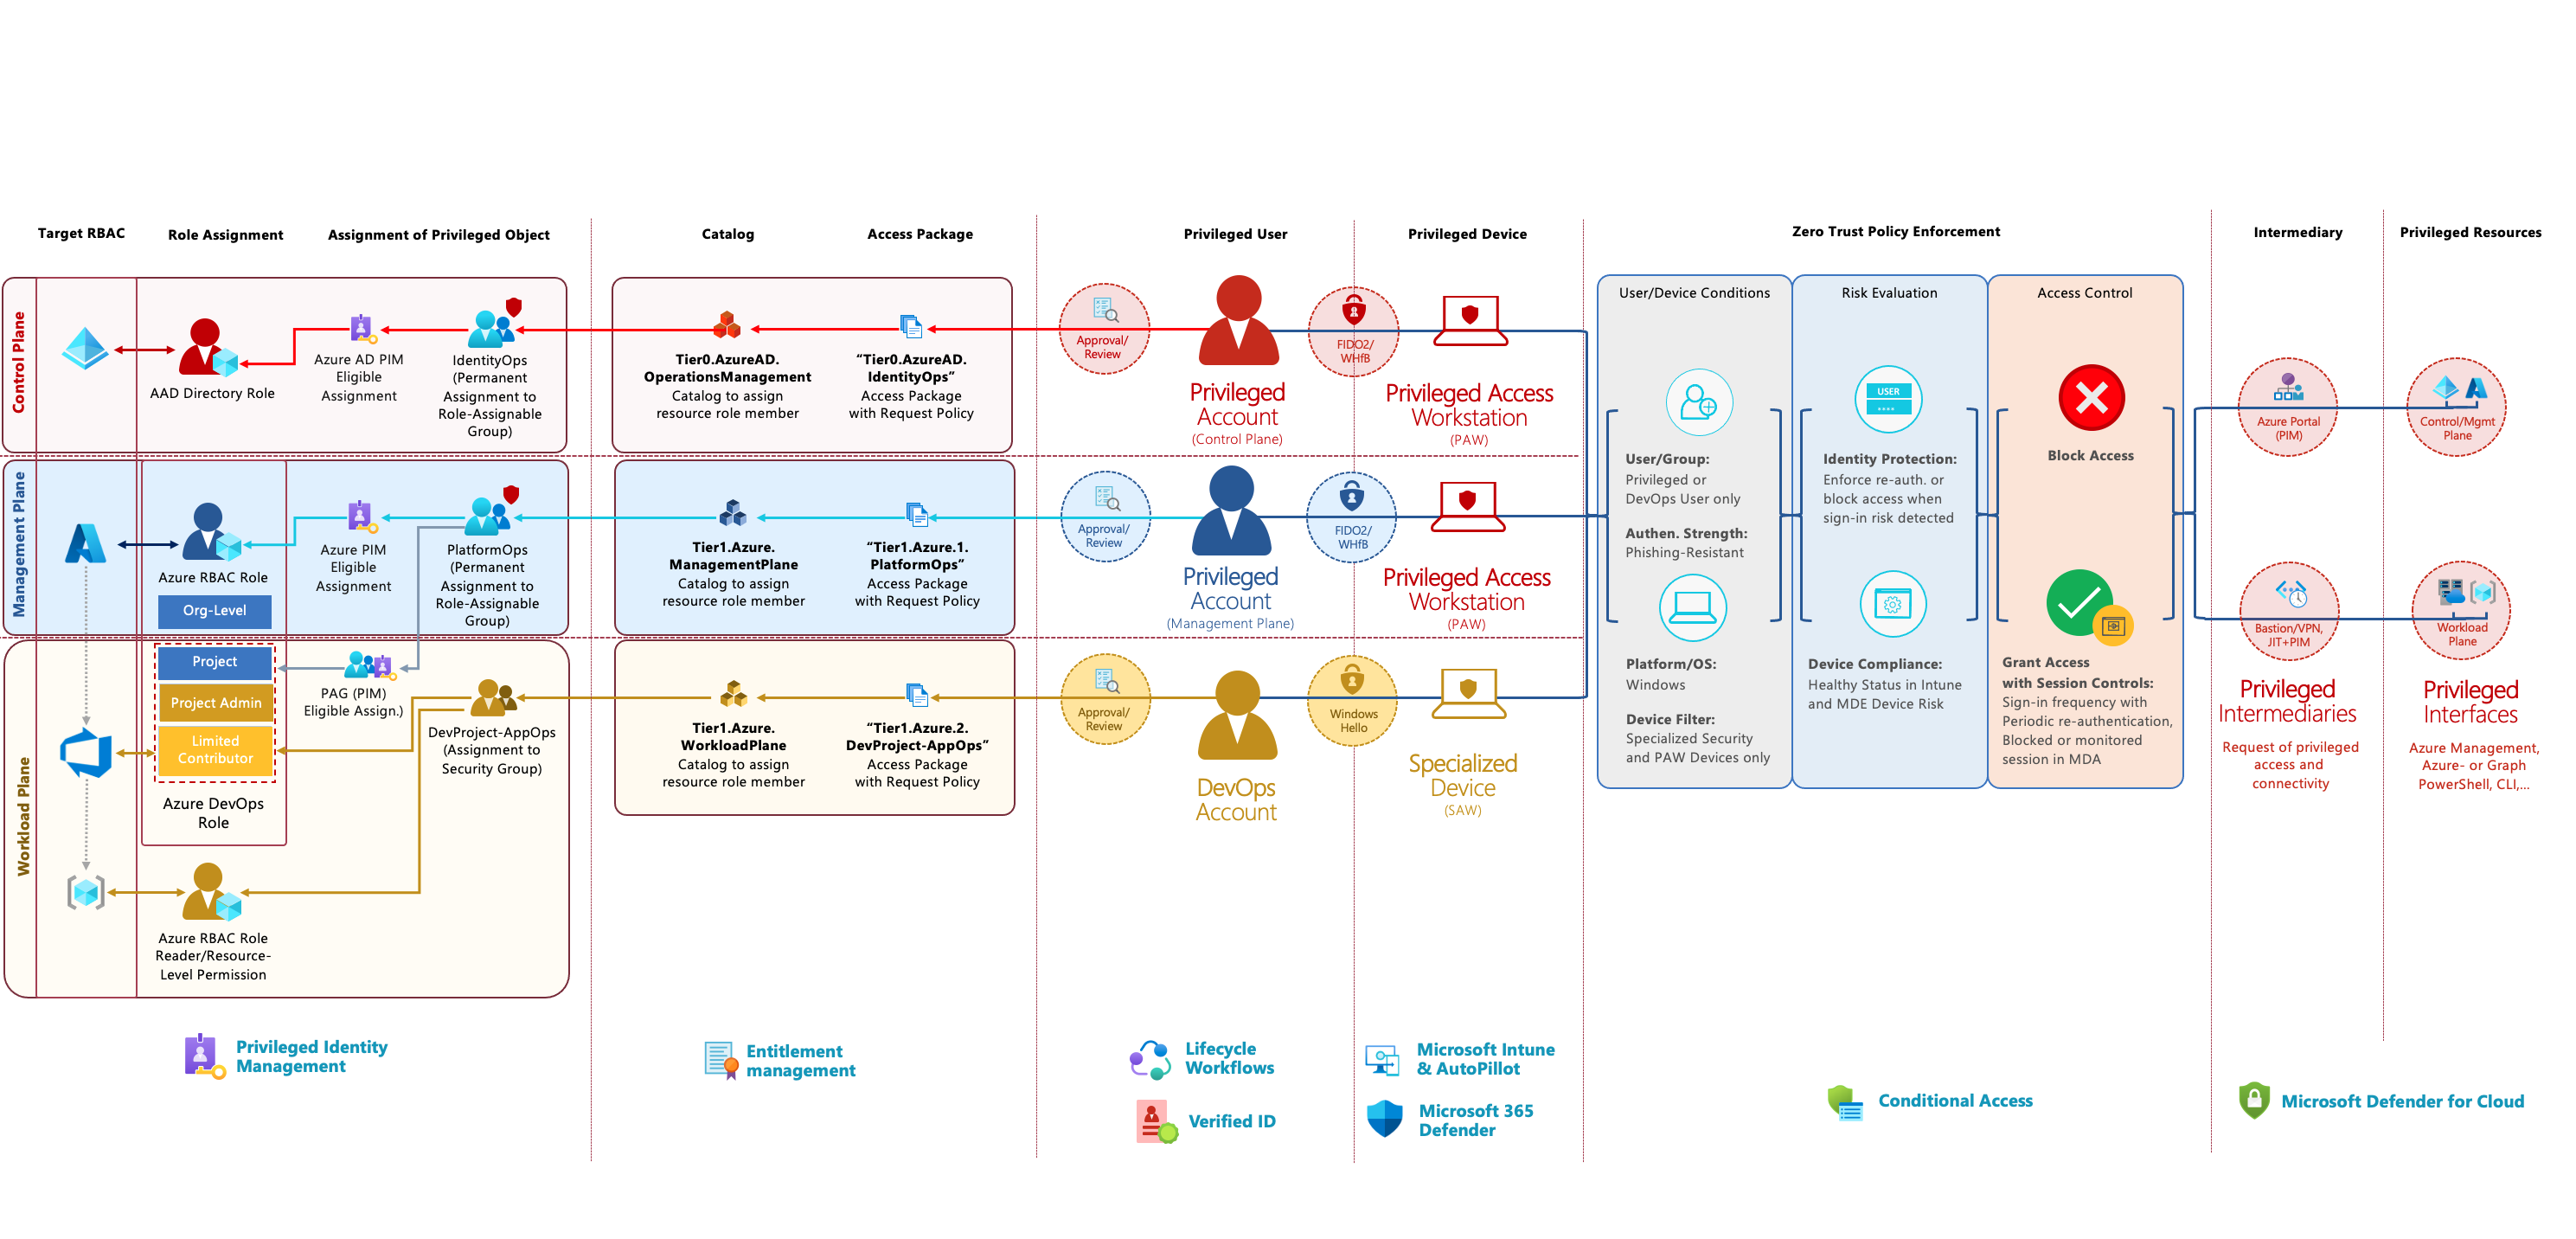 Target RBAC
Role Assignment
Assignment of Privileged Object
Catalog
Access Package
Privileged User
Privileged Device
Zero Trust Policy Enforcement
Intermediary
Privileged Resources
Control Plane
AAD Directory Role
Azure AD PIM
Eligible
Assignment
IdentityOps
(Permanent
Assignment to
Role-Assignable
Group)
Tier0.AzureAD.
OperationsManagement
Catalog to assign
resource role member
“Tier0.AzureAD.
IdentityOps”
Access Package
with Request Policy
Approval/
Review
Privileged
Account
(Control Plane)
FIDO2/
WHfB
Privileged Access
Workstation
(PAW)
Management Plane
Azure RBAC Role
Org-Level
Azure PIM
Eligible
Assignment
PlatformOps
(Permanent
Assignment to
Role-Assignable
Group)
Tier1.Azure.
ManagementPlane
Catalog to assign
resource role member
“Tier1.Azure.1.
PlatformOps”
Access Package
with Request Policy
Approval/
Review
Privileged
Account
(Management Plane)
FIDO2/
WHfB
Privileged Access
Workstation
(PAW)
Workload Plane
Project
Project Admin
Limited
Contributor
Azure DevOps
Role
PAG (PIM)
Eligible Assign.)
DevProject-AppOps
(Assignment to
Security Group)
Azure RBAC Role
Reader/Resource-
Level Permission
Tier1.Azure.
WorkloadPlane
Catalog to assign
resource role member
“Tier1.Azure.2.
DevProject-AppOps”
Access Package
with Request Policy
Approval/
Review
DevOps
Account
Windows
Hello
Specialized
Device
(SAW)
User/Device Conditions
User/Group:
Privileged or
DevOps User only
Authen. Strength:
Phishing-Resistant
Platform/OS:
Windows
Device Filter:
Specialized Security
and PAW Devices only
Risk Evaluation
USER
Identity Protection:
Enforce re-auth. or
block access when
sign-in risk detected
Device Compliance:
Healthy Status in Intune
and MDE Device Risk
Access Control
Block Access
Grant Access
with Session Controls:
Sign-in frequency with
Periodic re-authentication,
Blocked or monitored
session in MDA
Azure Portal
(PIM)
Bastion/VPN,
JIT+PIM
Privileged
Intermediaries
Request of privileged
access and
connectivity
Control/Mgmt
Plane
Workload
Plane
Privileged
Interfaces
Azure Management,
Azure- or Graph
PowerShell, CLI,...
Privileged Identity
Management
Entitlement
management
Lifecycle
Workflows
Verified ID
Microsoft Intune
& AutoPillot
Microsoft 365
Defender
Conditional Access
Microsoft Defender for Cloud